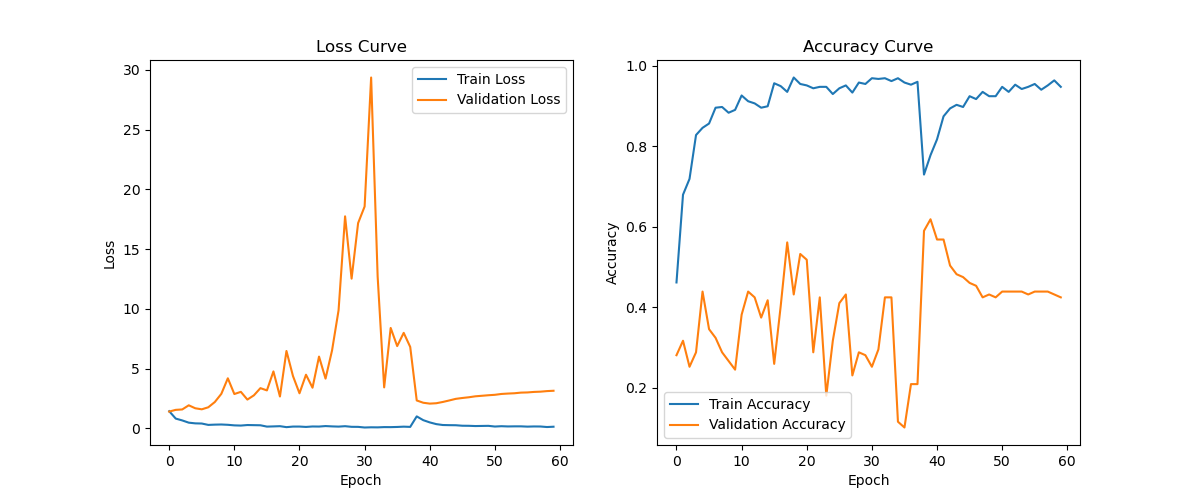 Loss Curve
30
25
20
15
10
5
0
Loss
Train Loss
Validation Loss
0 10 20 30 40 50 60
Epoch
Accuracy Curve
1.0
0.8
0.6
0.4
0.2
Accuracy
Train Accuracy
Validation Accuracy
0 10 20 30 40 50 60
Epoch